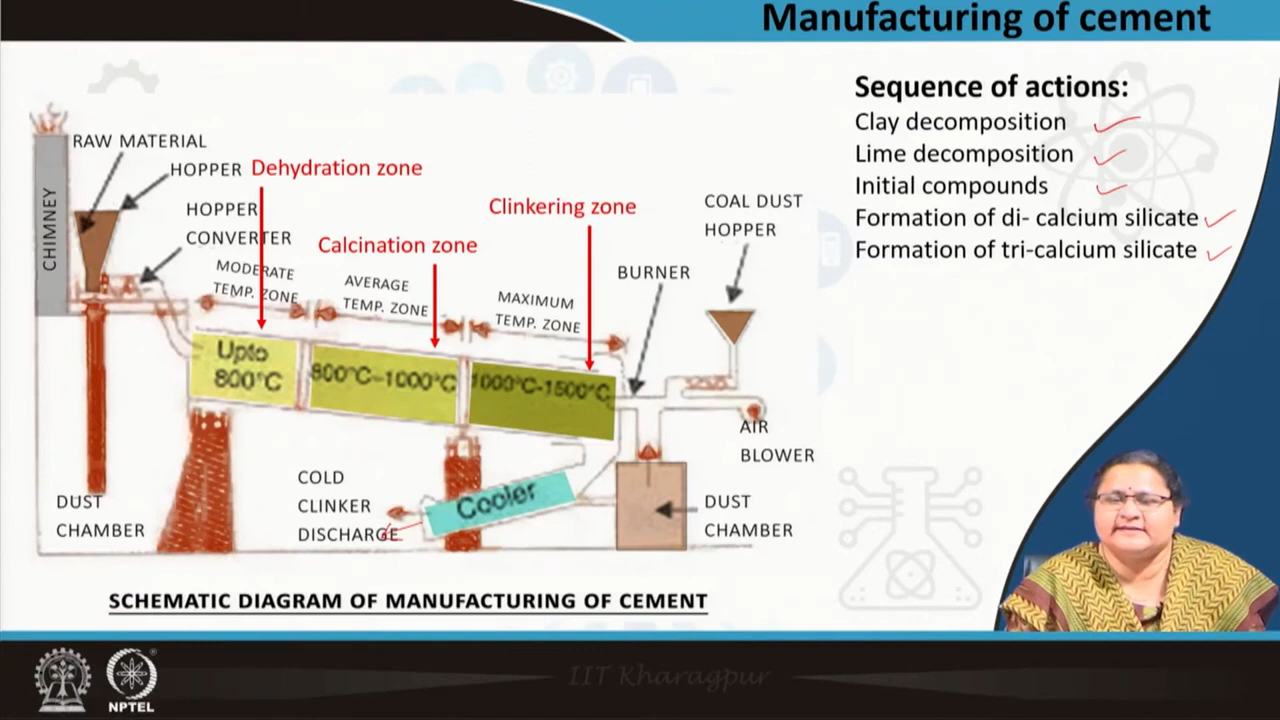 Manufacturing of cement
Sequence of actions:
Clay decomposition
Lime decomposition
Initial compounds
Formation of di- calcium silicate
Formation of tri-calcium silicate
RAW MATERIAL
HOPPER
Dehydration zone
HOPPER
CONVERTER
Calcination zone
Clinkering zone
COAL DUST
HOPPER
CHIMNEY
MODERATE
TEMP. ZONE
AVERAGE
TEMP. ZONE
MAXIMUM
TEMP. ZONE
BURNER
Upto
800°C
800°C-1000°C
1000°C-1500°C
AIR
BLOWER
COLD
CLINKER
DISCHARGE
Cooler
DUST
CHAMBER
DUST
CHAMBER
SCHEMATIC DIAGRAM OF MANUFACTURING OF CEMENT
IIT Kharagpur
NPTEL